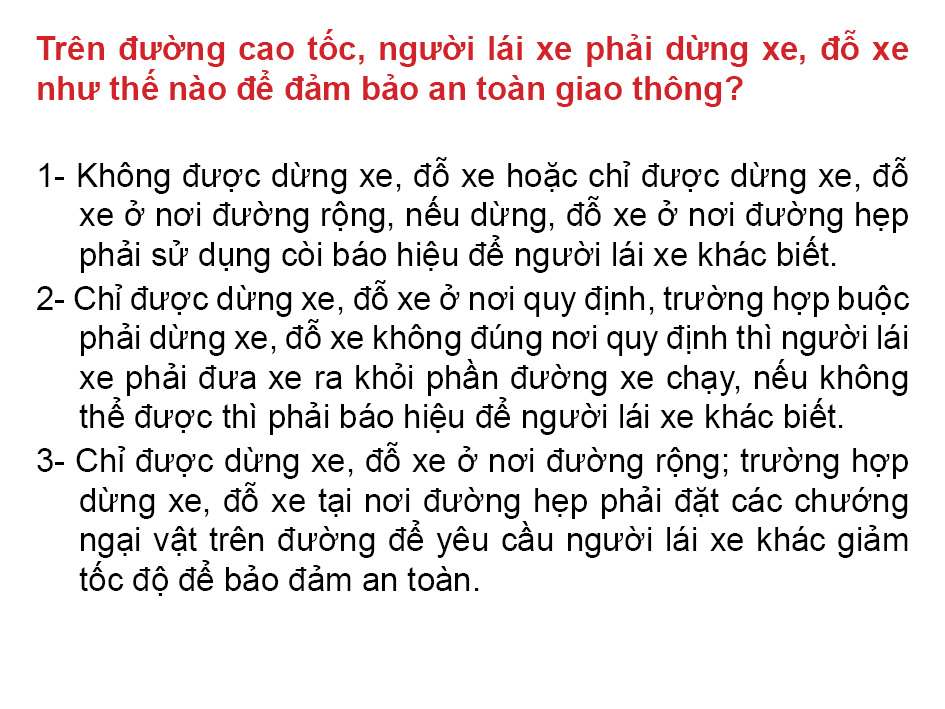 Trên đường cao tốc, người lái xe phải dừng xe, đỗ xe
như thế nào để đảm bảo an toàn giao thông?
1- Không được dừng xe, đỗ xe hoặc chỉ được dừng xe, đỗ
xe ở nơi đường rộng, nếu dừng, đỗ xe ở nơi đường hẹp
phải sử dụng còi báo hiệu để người lái xe khác biết.
2- Chỉ được dừng xe, đỗ xe ở nơi quy định, trường hợp buộc
phải dừng xe, đỗ xe không đúng nơi quy định thì người lái
xe phải đưa xe ra khỏi phần đường xe chạy, nếu không
thể được thì phải báo hiệu để người lái xe khác biết.
3- Chỉ được dừng xe, đỗ xe ở nơi đường rộng; trường hợp
dừng xe, đỗ xe tại nơi đường hẹp phải đặt các chướng
ngại vật trên đường để yêu cầu người lái xe khác giảm
tốc độ để bảo đảm an toàn.